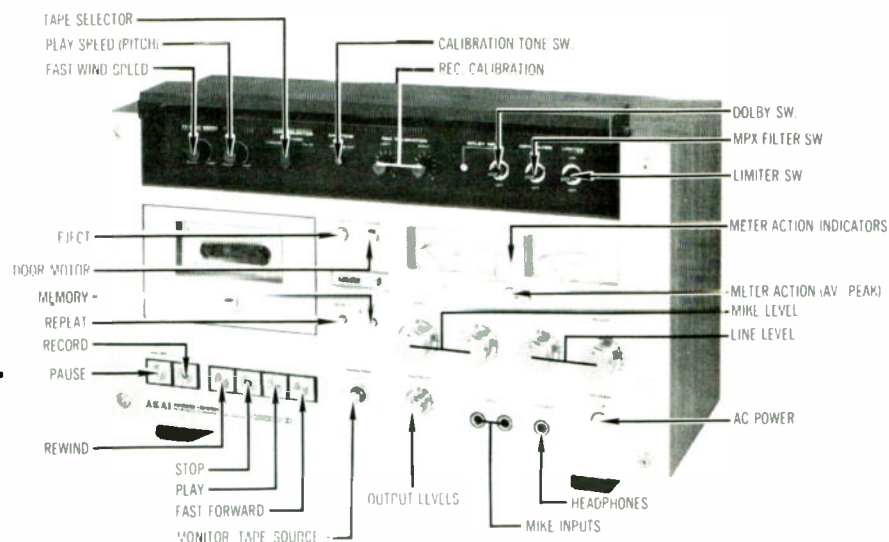 TAPE SELECTOR
PLAY SPEED (PITCH)
FAST WIND SPEED
CALIBRATION TONE SW.
REC. CALIBRATION
DOLBY SW.
MPX FILTER SW
LIMITER SW
EJECT
METER ACTION INDICATORS
DOOR MOTOR
MEMORY
METER ACTION (AV PEAK)
REPEAT
MIKE LEVEL
RECORD
LINE LEVEL
PAUSE
AKAI
AC POWER
REWIND
STOP
PLAY
OUTPUT LEVELS
HEADPHONES
FAST FORWARD
MIKE INPUTS
MONITOR TAPE SOURCE